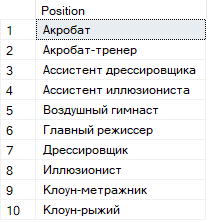 Position
1 Акробат
2 Акробат-тренер
3 Ассистент дрессировщика
4 Ассистент иллюзиониста
5 Воздушный гимнаст
6 Главный режиссер
7 Дрессировщик
8 Иллюзионист
9 Клоун-метражник
10 Клоун-рыжий